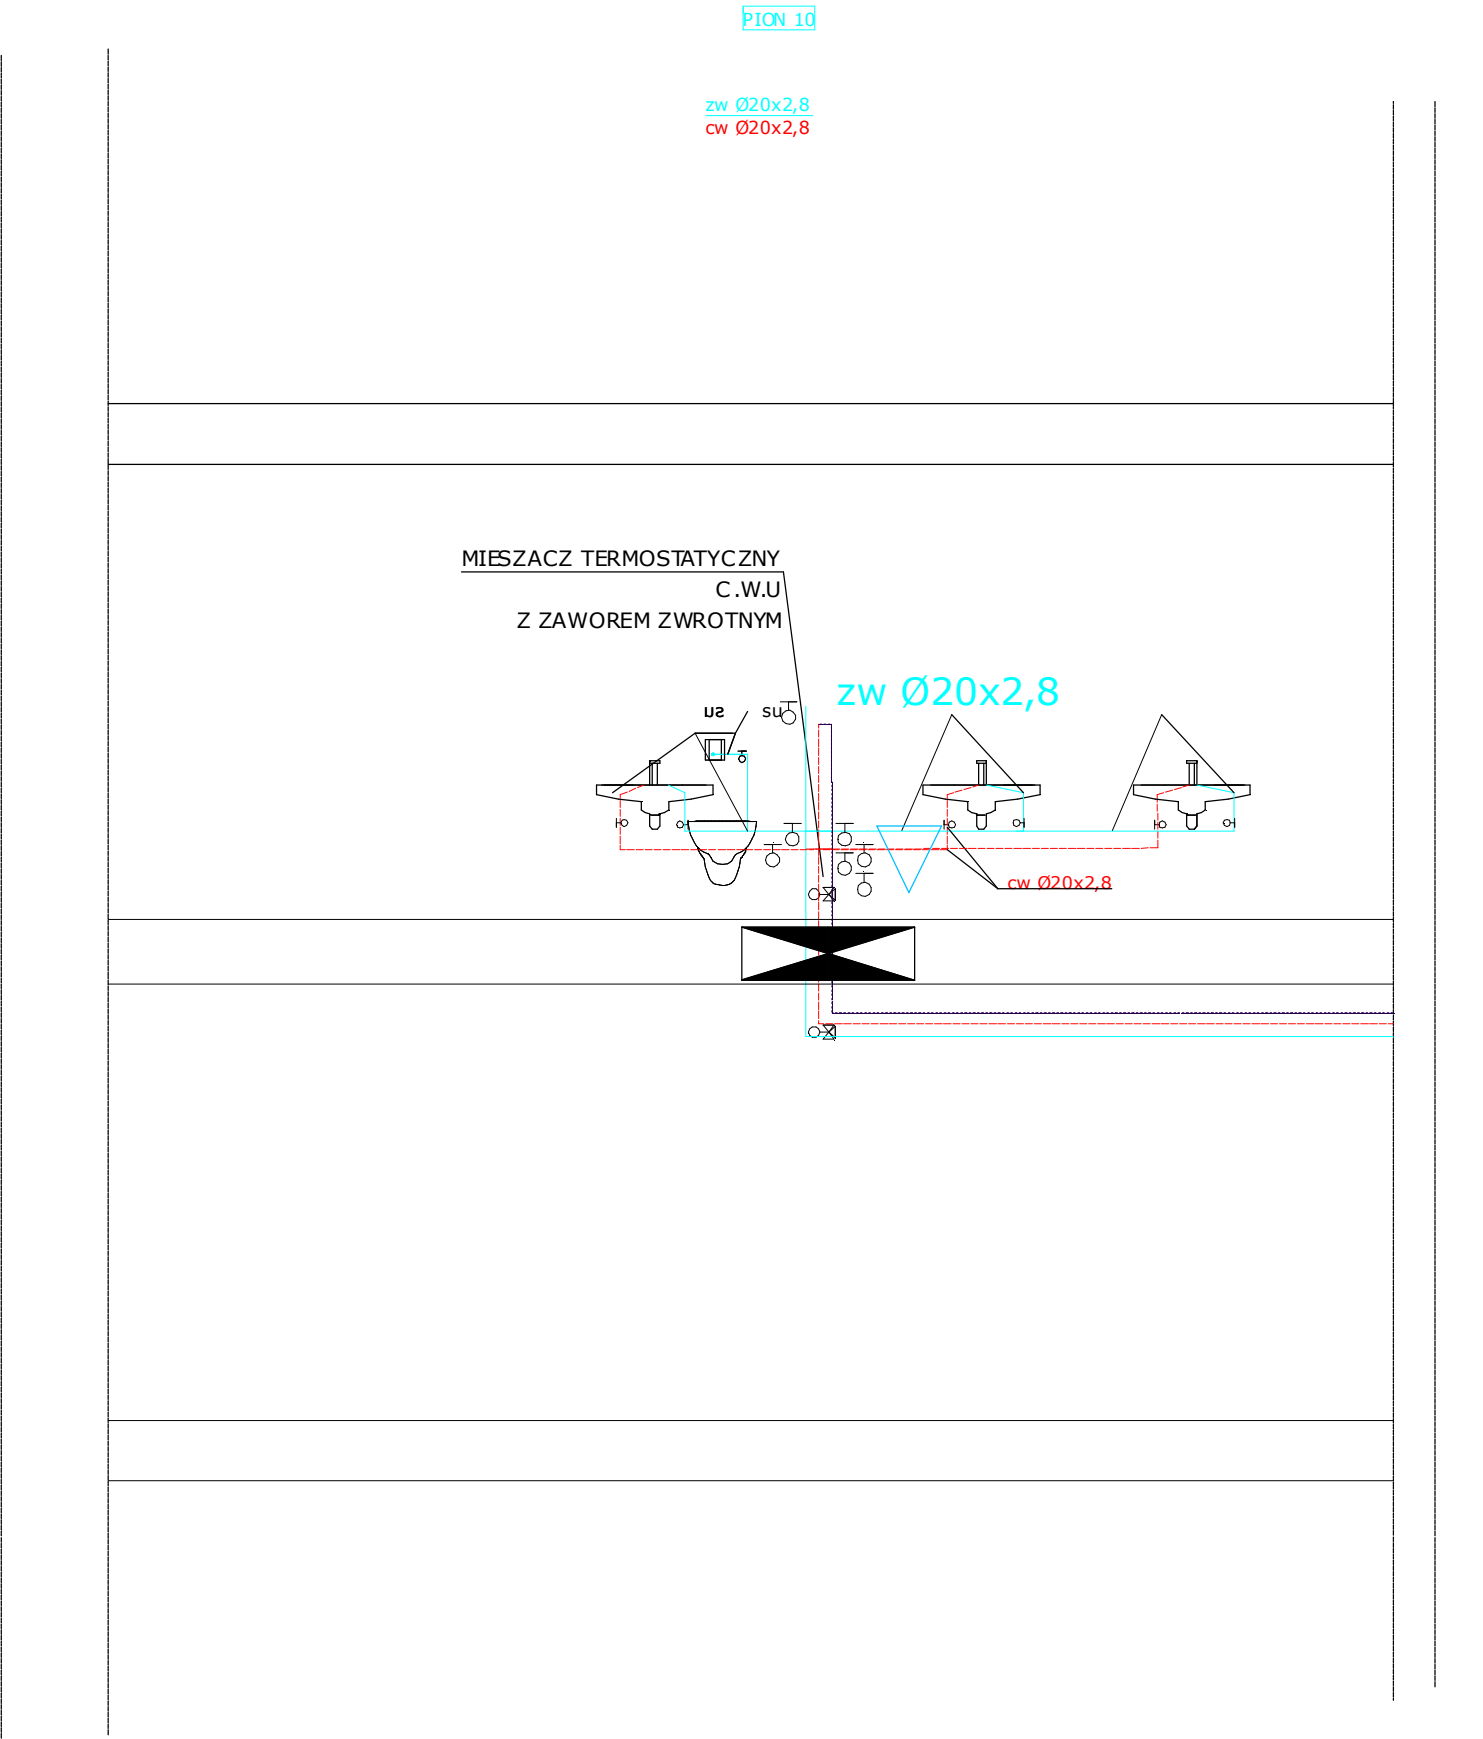 PION 10
zw Ø20x2,8
cw Ø20x2,8
MIESZACZ TERMOSTATYCZNY
C.W.U
Z ZAWOREM ZWROTNYM
zw Ø20x2,8
su
su
cw Ø20x2,8